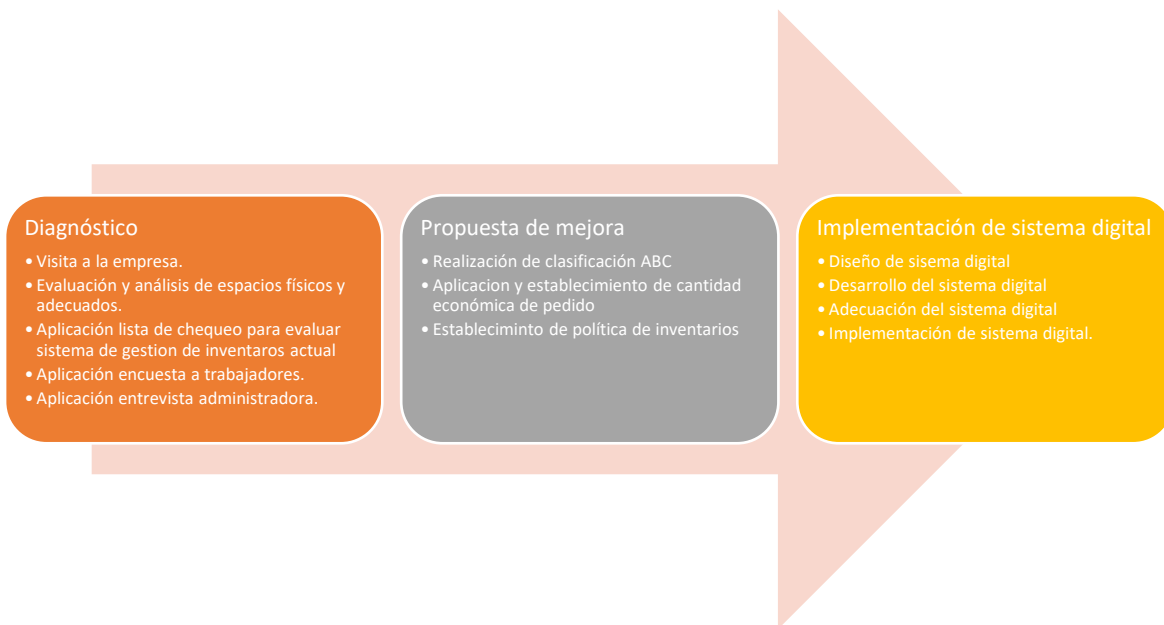 Diagnóstico
• Visita a la empresa.
• Evaluación y análisis de espacios físicos y
adecuados.
• Aplicación lista de chequeo para evaluar
sistema de gestion de inventaros actual
• Aplicación encuesta a trabajadores.
• Aplicación entrevista administradora.
Propuesta de mejora
• Realización de clasificación ABC
• Aplicacion y establecimiento de cantidad
económica de pedido
• Estableciminto de política de inventarios
Implementación de sistema digital
• Diseño de sisema digital
• Desarrollo del sistema digital
• Adecuación del sistema digital
• Implementación de sistema digital.